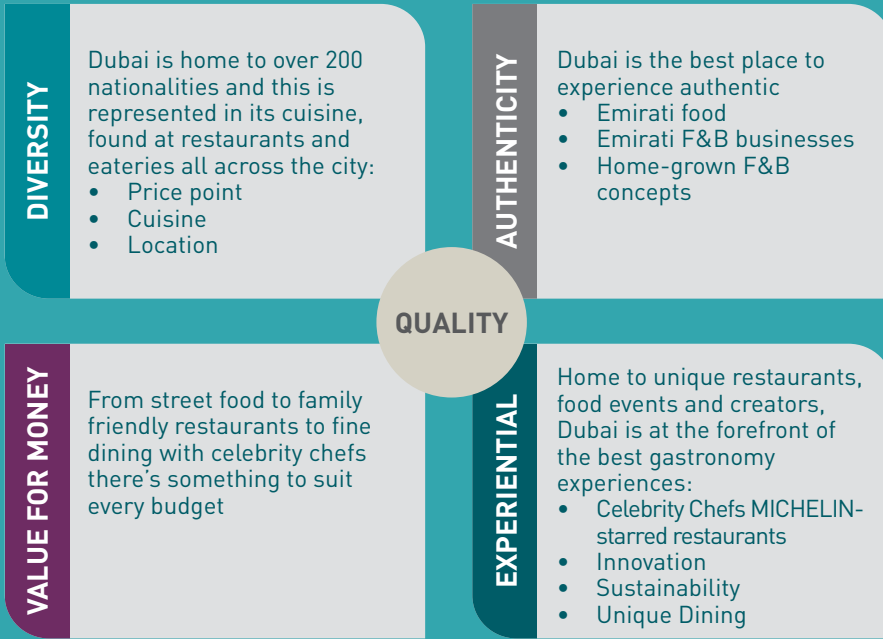 DIVERSITY
Dubai is home to over 200
nationalities and this is
represented in its cuisine,
found at restaurants and
eateries all across the city:
• Price point
• Cuisine
• Location
AUTHENTICITY
Dubai is the best place to
experience authentic
• Emirati food
• Emirati F&B businesses
• Home-grown F&B
concepts
QUALITY
VALUE FOR MONEY
From street food to family
friendly restaurants to fine
dining with celebrity chefs
there's something to suit
every budget
EXPERIENTIAL
Home to unique restaurants,
food events and creators,
Dubai is at the forefront of
the best gastronomy
experiences:
• Celebrity Chefs MICHELIN-
starred restaurants
• Innovation
• Sustainability
• Unique Dining